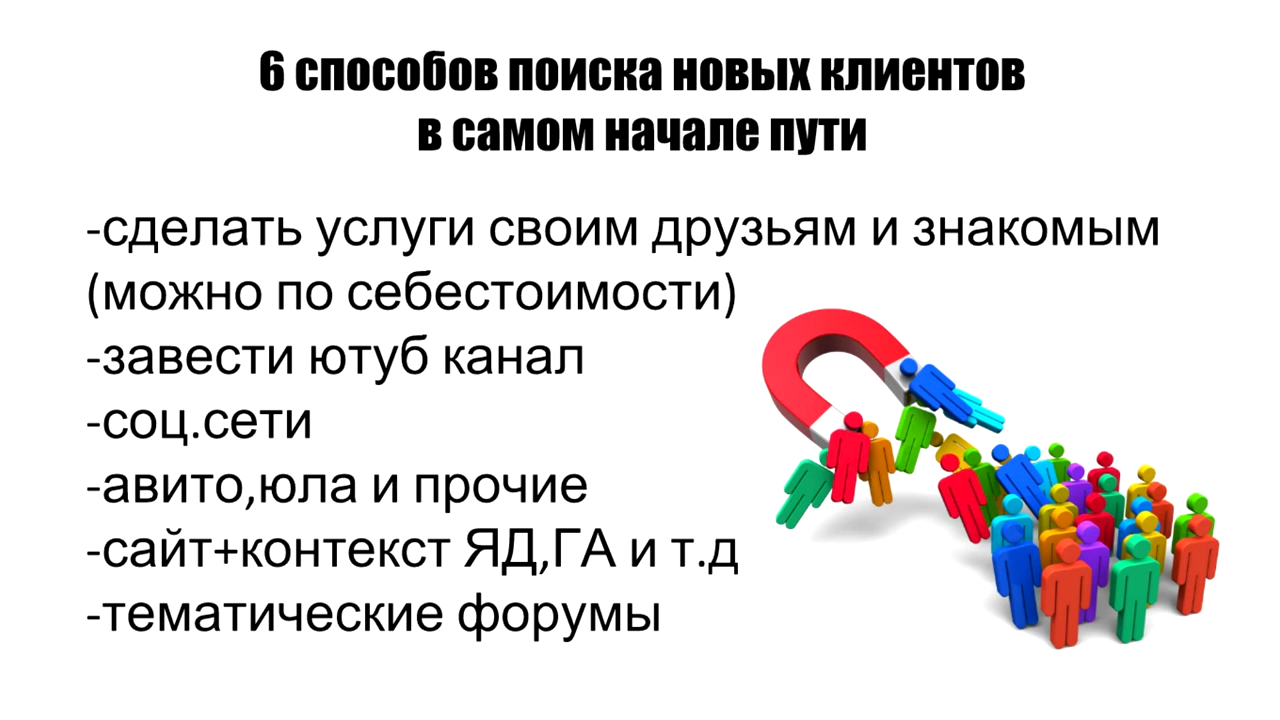 6 способов поиска новых клиентов
в самом начале пути
-сделать услуги своим друзьям и знакомым
(можно по себестоимости)
-завести ютуб канал
-соц.сети
-авито,юла и прочие
-сайт+контекст ЯД,ГА и т.д
-тематические форумы